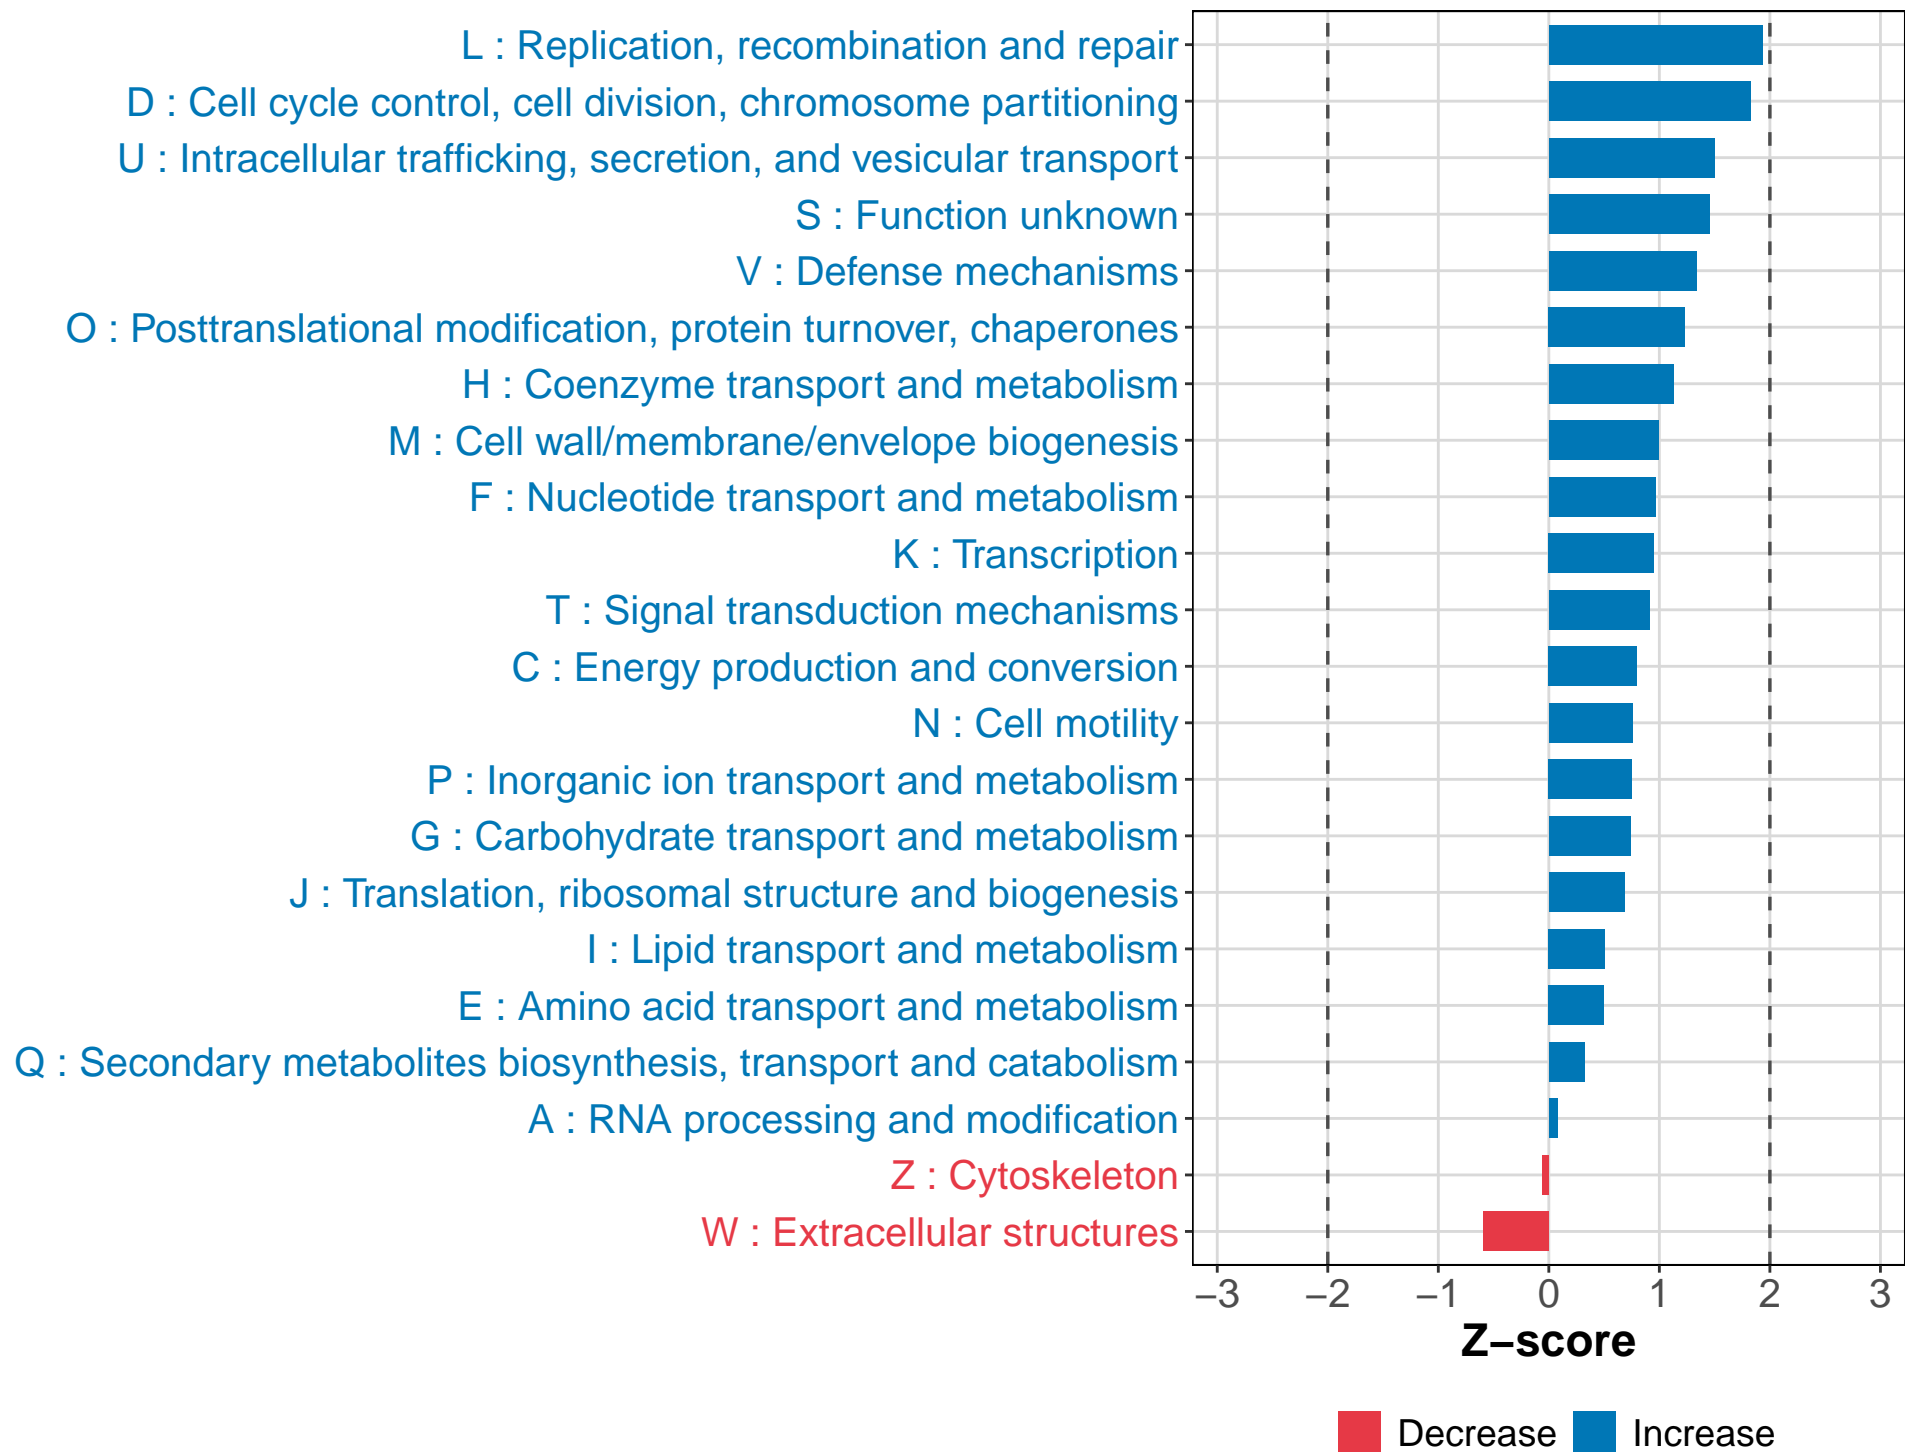 L : Replication, recombination and repair
D : Cell cycle control, cell division, chromosome partitioning
U : Intracellular trafficking, secretion, and vesicular transport
S : Function unknown
V : Defense mechanisms
O : Posttranslational modification, protein turnover, chaperones
H : Coenzyme transport and metabolism
M : Cell wall/membrane/envelope biogenesis
F : Nucleotide transport and metabolism
K : Transcription
T : Signal transduction mechanisms
C : Energy production and conversion
N : Cell motility
P : Inorganic ion transport and metabolism
G : Carbohydrate transport and metabolism
J : Translation, ribosomal structure and biogenesis
I : Lipid transport and metabolism
E : Amino acid transport and metabolism
Q : Secondary metabolites biosynthesis, transport and catabolism
A : RNA processing and modification
Z : Cytoskeleton
W : Extracellular structures
−3 −2 −1 0 1 2 3
Z−score
Decrease Increase